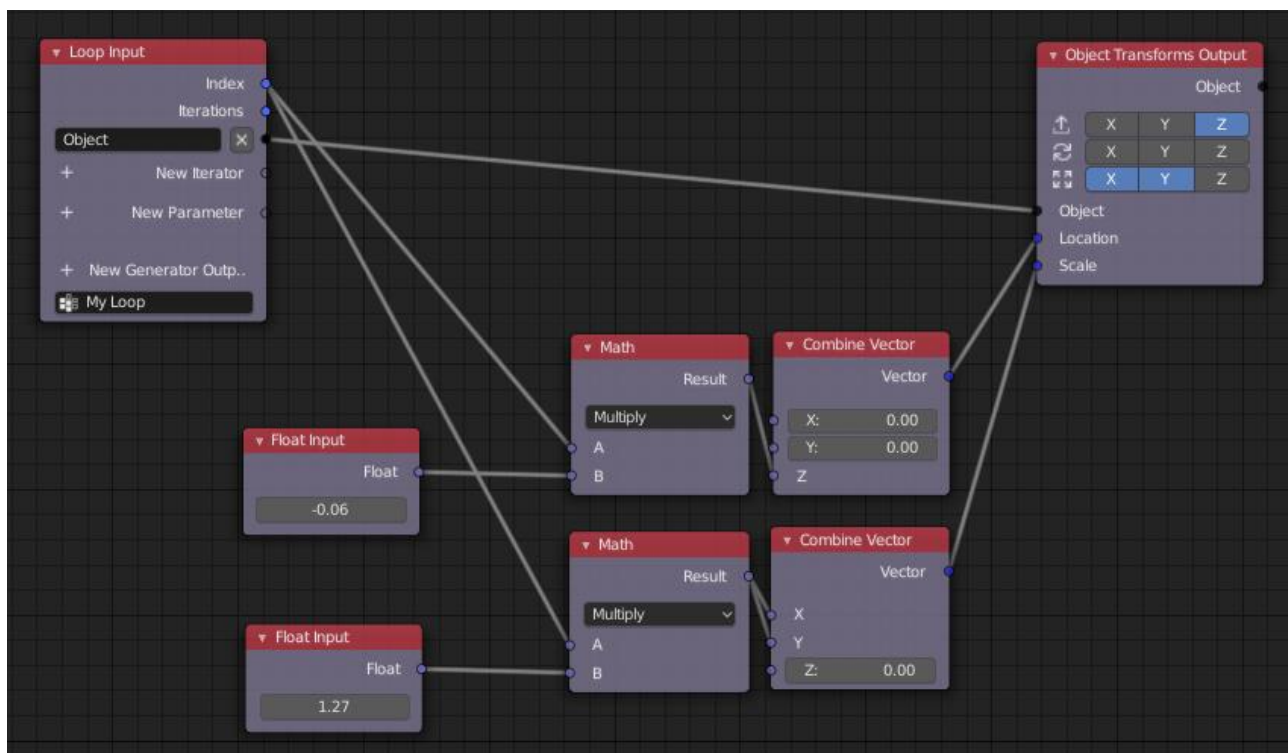 Loop Input
Index
Iterations
Object
New Iterator
New Parameter
New Generator Outp..
My Loop
Object Transforms Output
Object
X Y Z
X Y Z
X Y Z
Object
Location
Scale
Math
Result
Multiply
A
B
Combine Vector
Vector
X: 0.00
Y: 0.00
Z
Float Input
Float
-0.06
Math
Result
Multiply
A
B
Combine Vector
Vector
X
Y
Z: 0.00
Float Input
Float
1.27